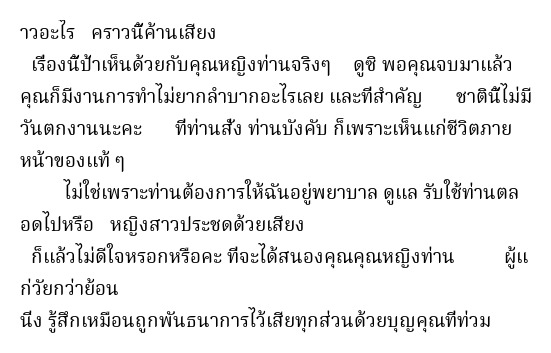 าวอะไร คราวนี้ค้านเสียง
เรื่องนี้ป้าเห็นด้วยกับคุณหญิงท่านจริงๆ ดูซิ พอคุณจบมาแล้ว
คุณก็มีงานการทำไม่ยากลำบากอะไรเลย และที่สำคัญ ชาตินี้ไม่มี
วันตกงานนะคะ ที่ท่านสั่ง ท่านบังคับ ก็เพราะเห็นแก่ชีวิตภาย
หน้าของแท้ ๆ
ไม่ใช่เพราะท่านต้องการให้ฉันอยู่พยาบาล ดูแล รับใช้ท่านตล
อดไปหรือ หญิงสาวประชดด้วยเสียง
ก็แล้วไม่ดีใจหรอกหรือคะ ที่จะได้สนองคุณคุณหญิงท่าน ผู้แ
ก่วัยกว่าย้อน
นึง รู้สึกเหมือนถูกพันธนาการไว้เสียทุกส่วนด้วยบุญคุณที่ท่วม